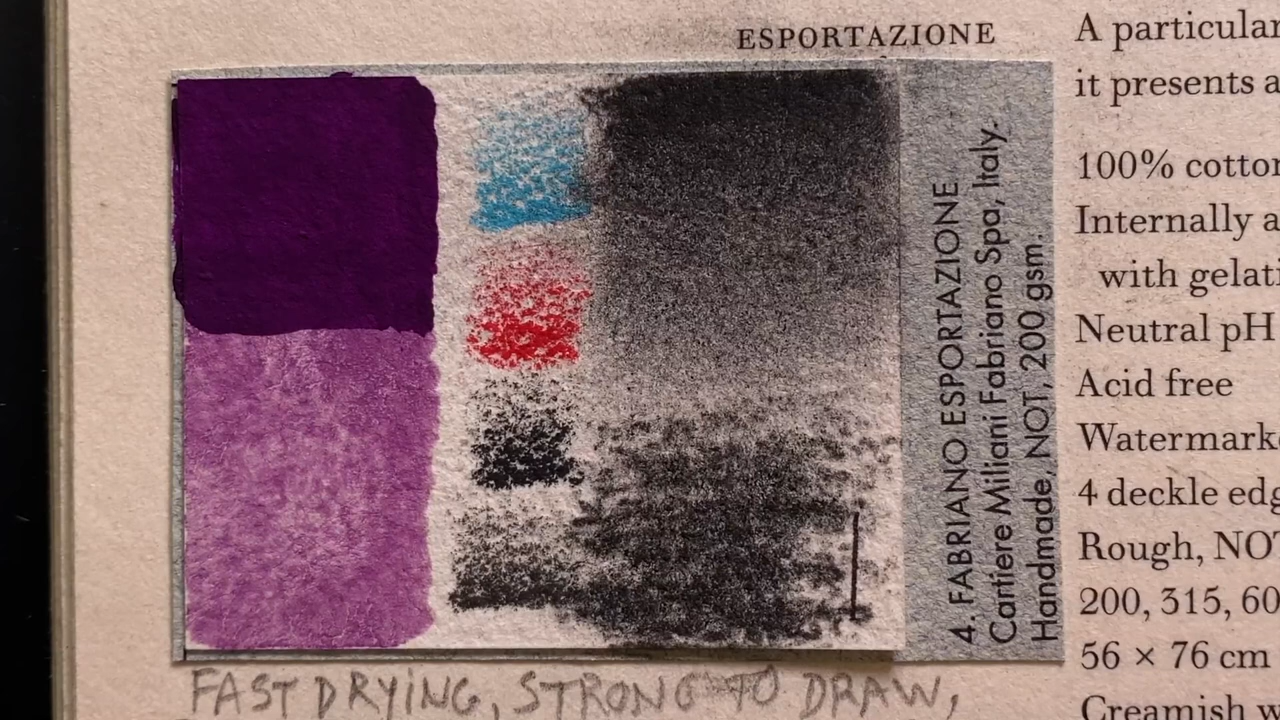 ESPORTAZIONE
4. FABRIANO ESPORTAZIONE
Cartiere Miliani Fabriano Spa, Italy.
Handmade, NOT, 200 gsm.
FAST DRYING, STRONG TO DRAW,
A particular
it presents a
100% cotton
Internally a
with gelati
Neutral pH
Acid free
Watermark
4 deckle edg
Rough, NOT
200, 315, 60
56 × 76 cm
Creamish w